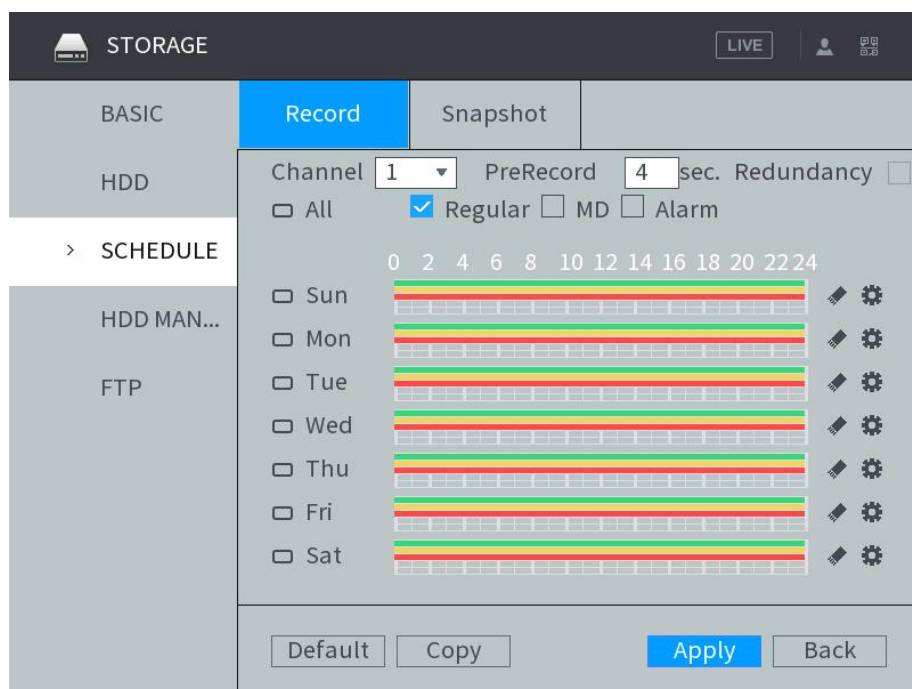 STORAGE LIVE
BASIC
HDD
SCHEDULE
HDD MAN...
FTP
Record Snapshot
Channel 1 PreRecord 4 sec. Redundancy
All Regular MD Alarm
0 2 4 6 8 10 12 14 16 18 20 22 24
Sun
Mon
Tue
Wed
Thu
Fri
Sat
Default Copy Apply Back